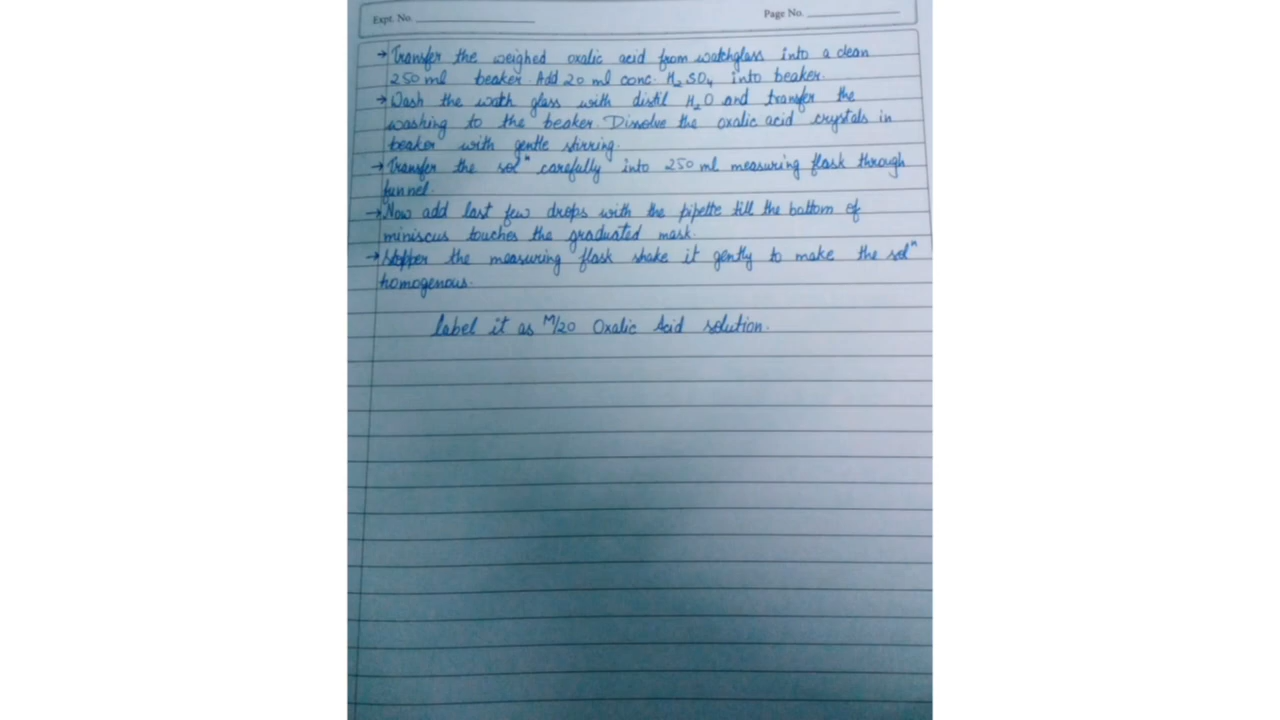 Expt. No.
Page No.
→ Transfer the weighed oxalic acid from watchglass into a clean
250 ml beaker. Add 20 ml conc. H₂SO₄ into beaker.
→ Wash the wath glass with distil H₂O and transfer the
washing to the beaker. Dissolve the oxalic acid crystals in
beaker with gentle stirring.
→ Transfer the solⁿ carefully into 250 ml measuring flask through
funnel.
→ Now add last few drops with the pipette till the bottom of
miniscus touches the graduated mask.
→ Stopper the measuring flask shake it gently to make the solⁿ
homogenous.
Label it as M/20 Oxalic Acid solution.